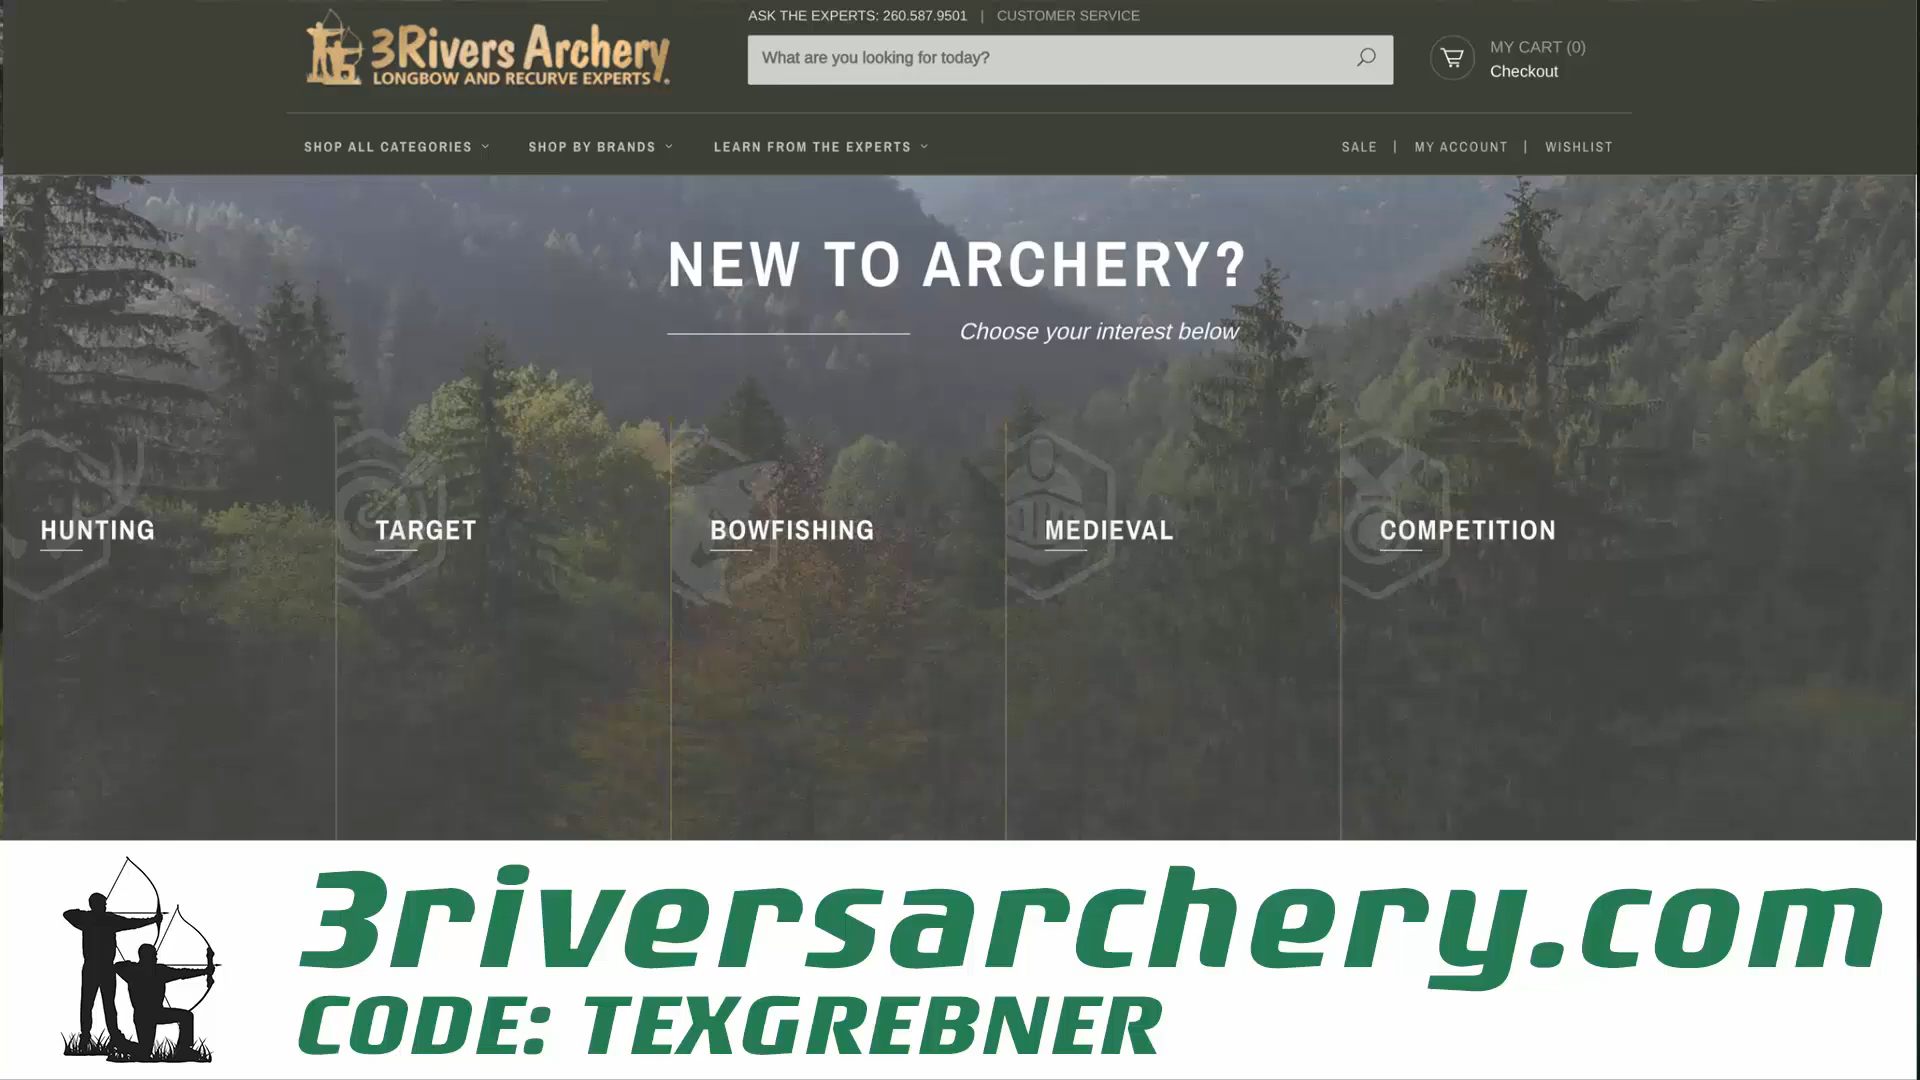 ASK THE EXPERTS: 260.587.9501 | CUSTOMER SERVICE
3Rivers Archery
LONGBOW AND RECURVE EXPERTS
What are you looking for today?
MY CART (0)
Checkout
SHOP ALL CATEGORIES SHOP BY BRANDS LEARN FROM THE EXPERTS SALE | MY ACCOUNT | WISHLIST
NEW TO ARCHERY?
Choose your interest below
HUNTING TARGET BOWFISHING MEDIEVAL COMPETITION
3riversarchery.com
CODE: TEXGREBNER